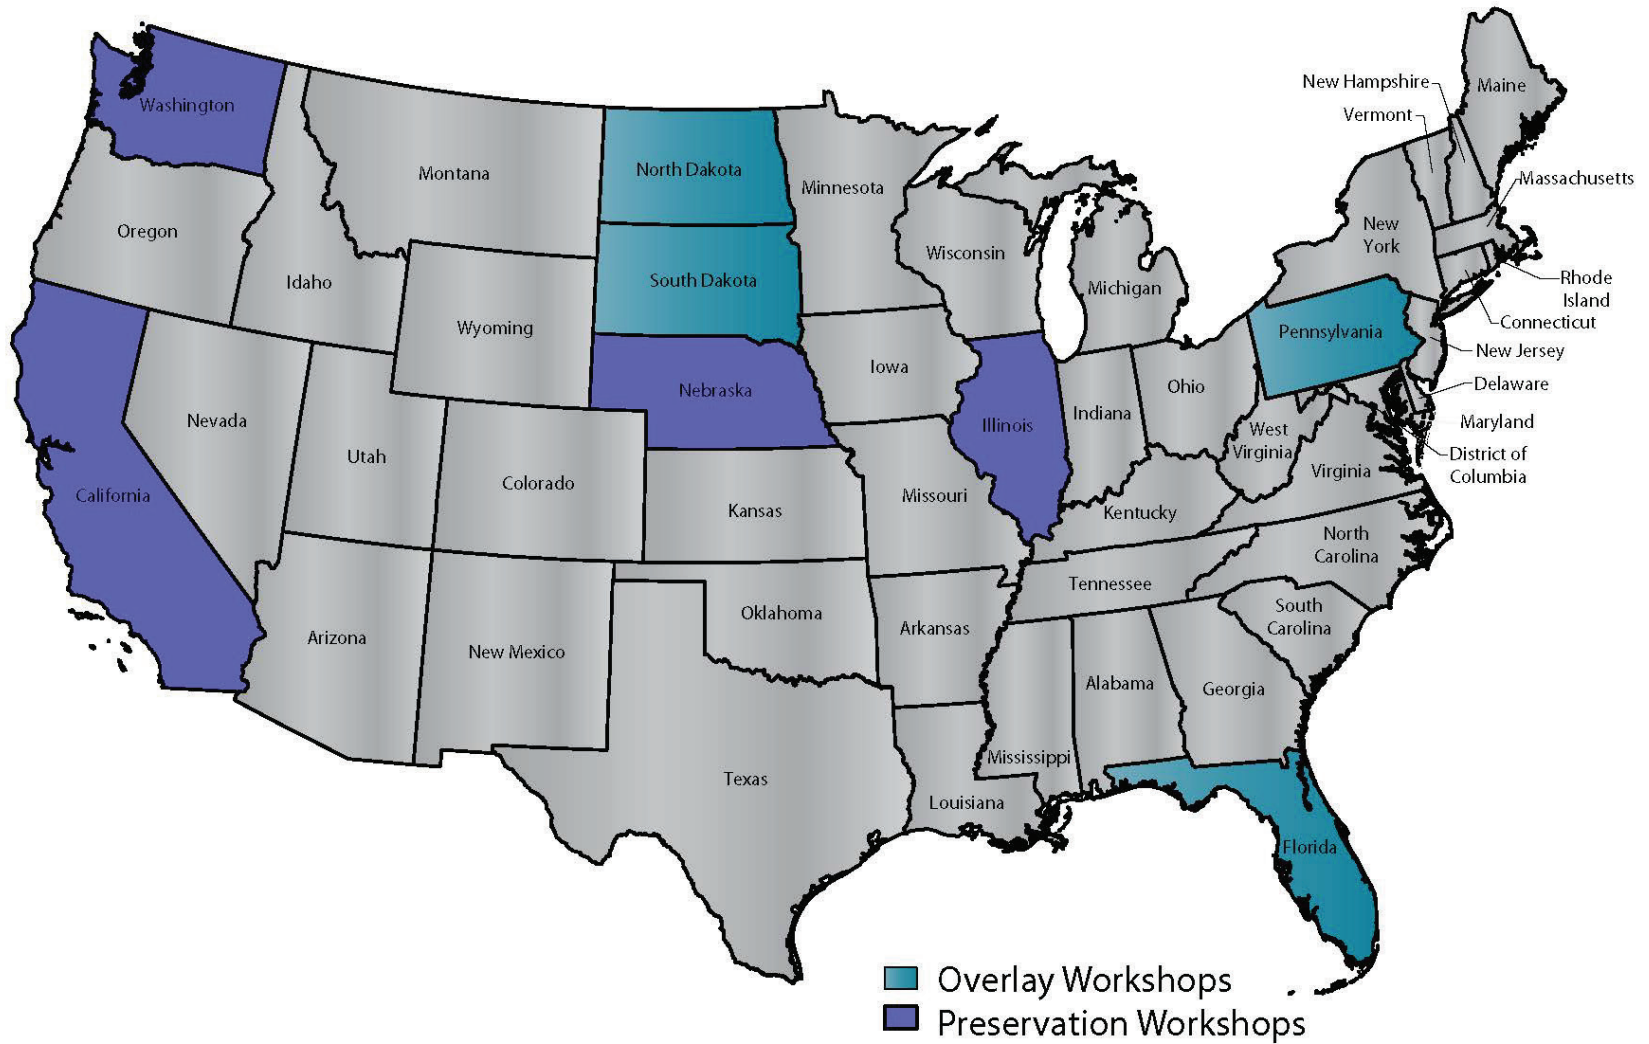 Washington
Oregon
California
Nevada
Idaho
Montana
Wyoming
Utah
Arizona
Colorado
New Mexico
North Dakota
South Dakota
Nebraska
Kansas
Oklahoma
Texas
Minnesota
Iowa
Missouri
Arkansas
Louisiana
Wisconsin
Illinois
Michigan
Indiana
Ohio
Kentucky
Tennessee
Mississippi
Alabama
Georgia
Florida
South
Carolina
North
Carolina
Virginia
West
Virginia
Pennsylvania
New
York
New Hampshire
Vermont
Maine
Massachusetts
Rhode
Island
Connecticut
New Jersey
Delaware
Maryland
District of
Columbia
Overlay Workshops
Preservation Workshops